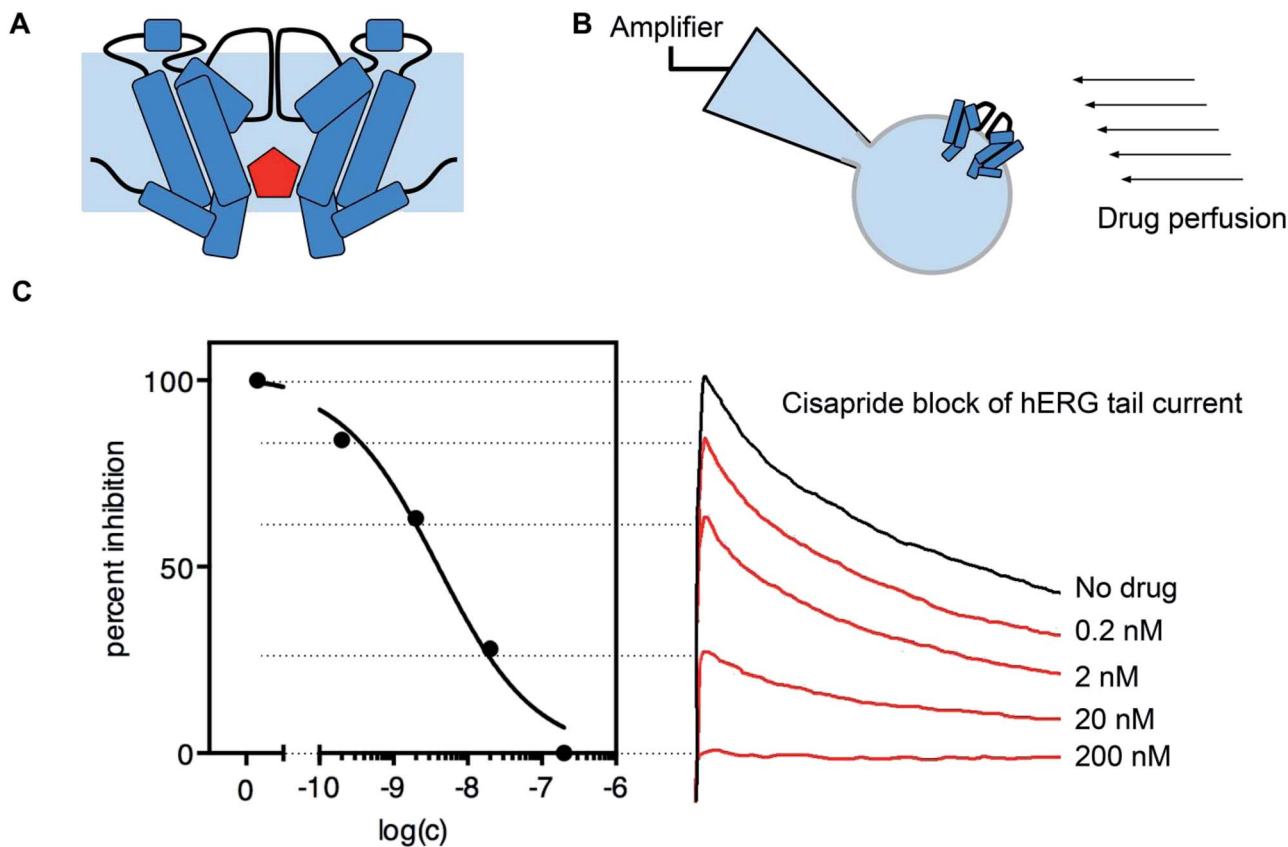 A
B
Amplifier
Drug perfusion
C
percent inhibition
100
50
0
0
-10
-9
-8
-7
-6
log(c)
Cisapride block of hERG tail current
No drug
0.2 nM
2 nM
20 nM
200 nM